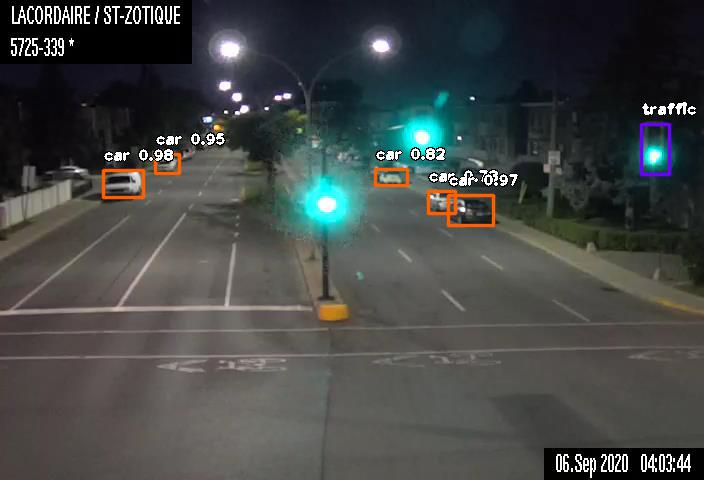 LACORDAIRE / ST-ZOTIQUE
5725-339 *
traffic
car 0.95
car 0.98
car 0.82
car 0.97
06.Sep 2020 04:03:44